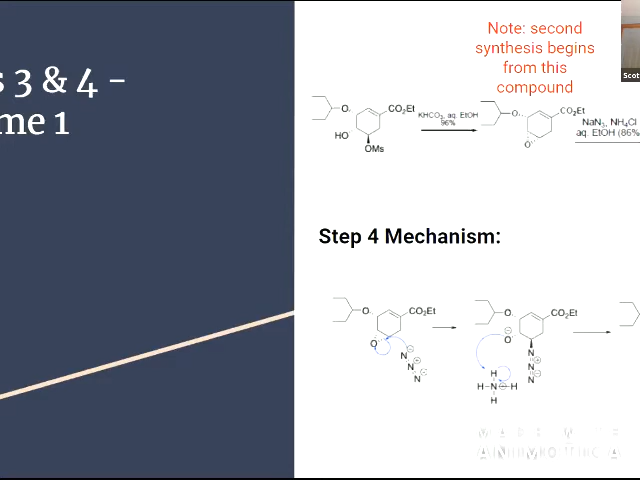 s 3 & 4 -
me 1
Note: second
synthesis begins
from this
compound
Scot
O
CO₂Et
HO
OMs
KHCO₃, aq. EtOH
96%
O
CO₂Et
O
NaN₃, NH₄Cl
aq. EtOH (86%
Step 4 Mechanism:
O
CO₂Et
O
N
N
N
O
CO₂Et
O
N
N
N
H
H N H
H